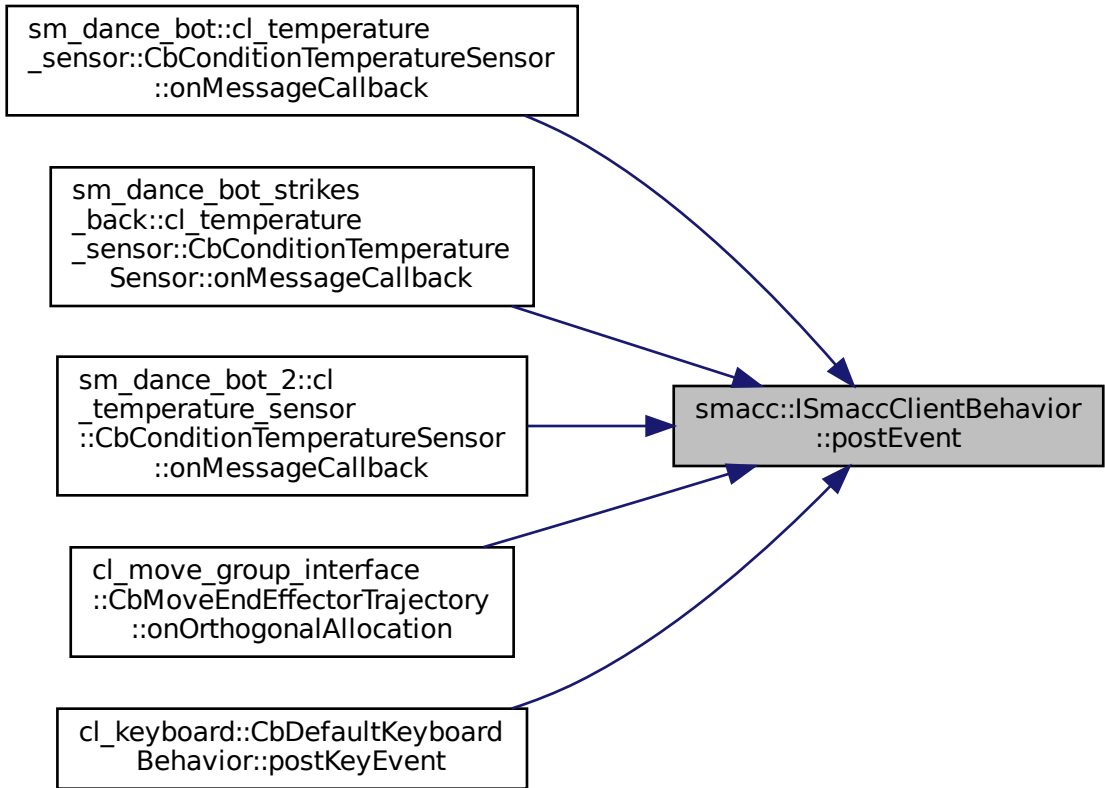 sm_dance_bot::cl_temperature
_sensor::CbConditionTemperatureSensor
::onMessageCallback
sm_dance_bot_strikes
_back::cl_temperature
_sensor::CbConditionTemperature
Sensor::onMessageCallback
sm_dance_bot_2::cl
_temperature_sensor
::CbConditionTemperatureSensor
::onMessageCallback
smacc::ISmaccClientBehavior
::postEvent
cl_move_group_interface
::CbMoveEndEffectorTrajectory
::onOrthogonalAllocation
cl_keyboard::CbDefaultKeyboard
Behavior::postKeyEvent